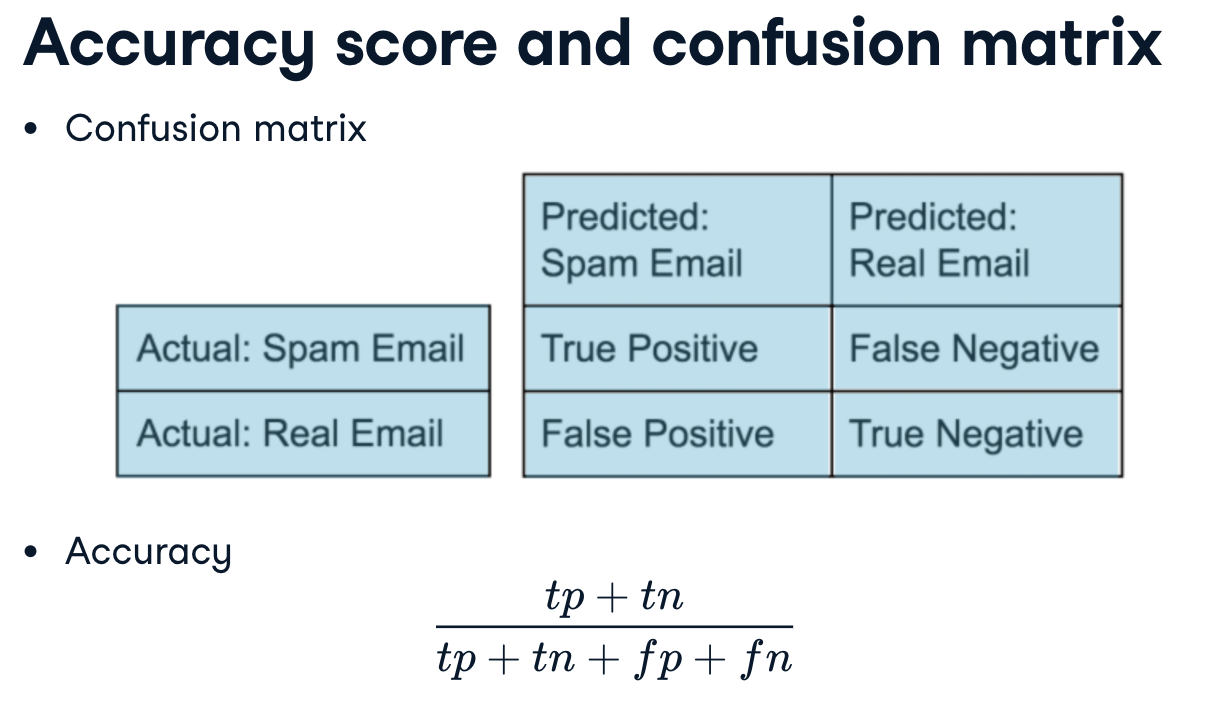 Accuracy score and confusion matrix
• Confusion matrix
Predicted: Predicted:
Spam Email Real Email
Actual: Spam Email True Positive False Negative
Actual: Real Email False Positive True Negative
• Accuracy
tp + tn
tp + tn + fp + fn